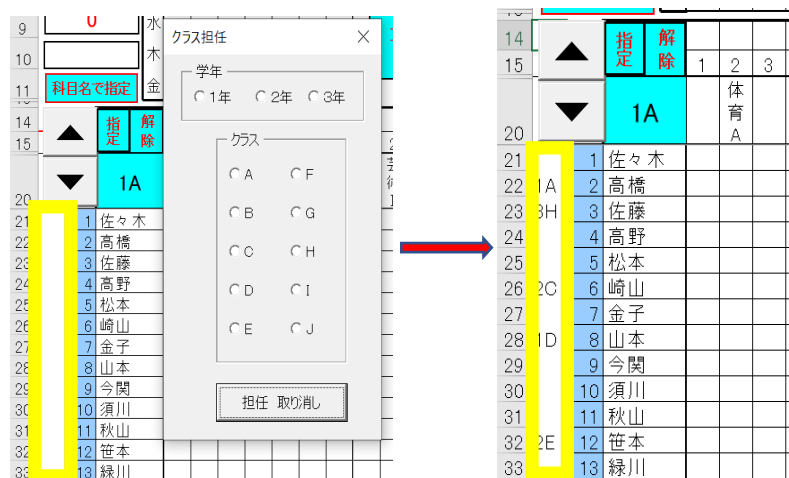 9
0
水
10
木
11
科目名で指定
金
14
指定
解除
15
20
1A
21
1 佐々木
22
2 高橋
23
3 佐藤
24
4 高野
25
5 松本
26
6 崎山
27
7 金子
28
8 山本
29
9 今関
30
10 須川
31
11 秋山
32
12 笹本
33
13 緑川
クラス担任
学年
1年 2年 3年
クラス
A F
B G
C H
D I
E J
担任 取り消し
14
指定
解除
15
1 2 3
20
1A
体育A
21 1 佐々木
22 1A 2 高橋
23 3H 3 佐藤
24 4 高野
25 5 松本
26 2C 6 崎山
27 7 金子
28 1D 8 山本
29 9 今関
30 10 須川
31 11 秋山
32 2E 12 笹本
33 13 緑川